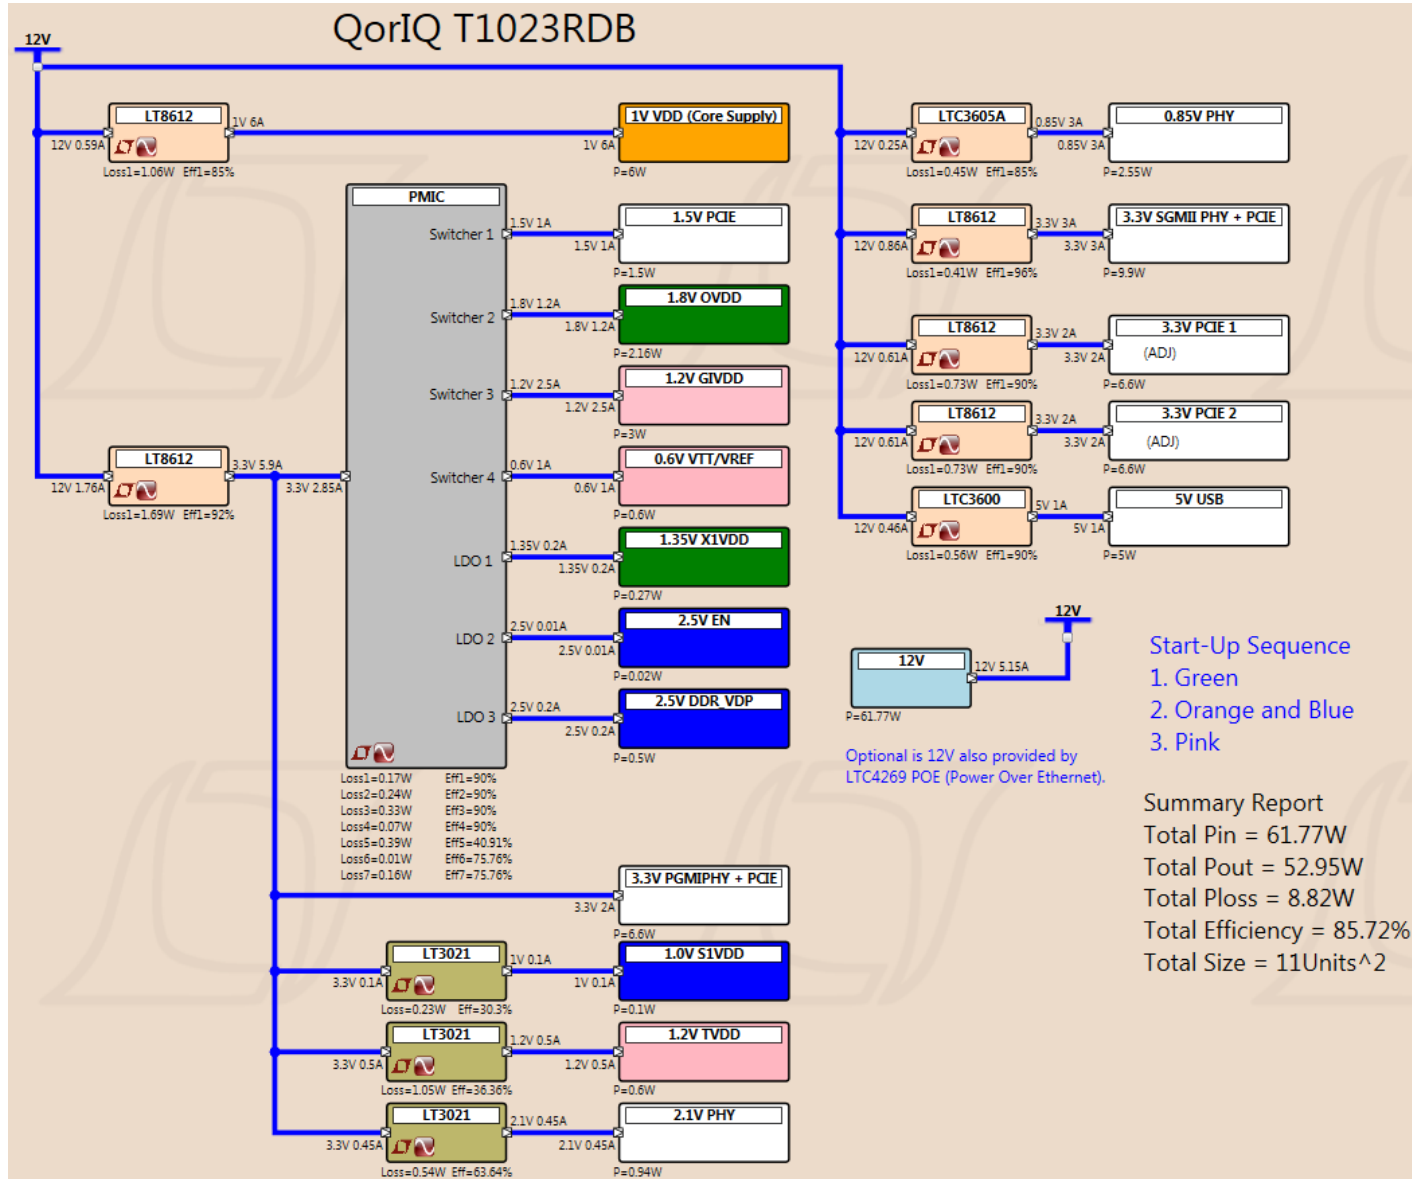 QorIQ T1023RDB
12V
LT8612
1V 6A
12V 0.59A
Loss1=1.06W Eff1=85%
1V VDD (Core Supply)
1V 6A
P=6W
PMIC
Switcher 1
1.5V 1A
1.5V PCIE
1.5V 1A
P=1.5W
Switcher 2
1.8V 1.2A
1.8V OVDD
1.8V 1.2A
P=2.16W
Switcher 3
1.2V 2.5A
1.2V GIVDD
1.2V 2.5A
P=3W
LT8612
3.3V 5.9A
12V 1.76A
Loss1=1.69W Eff1=92%
3.3V 2.85A
Switcher 4
0.6V 1A
0.6V VTT/VREF
0.6V 1A
P=0.6W
LDO 1
1.35V 0.2A
1.35V X1VDD
1.35V 0.2A
P=0.27W
LDO 2
2.5V 0.01A
2.5V EN
2.5V 0.01A
P=0.02W
LDO 3
2.5V 0.2A
2.5V DDR_VDP
2.5V 0.2A
P=0.5W
Loss1=0.17W Eff1=90%
Loss2=0.24W Eff2=90%
Loss3=0.33W Eff3=90%
Loss4=0.07W Eff4=90%
Loss5=0.39W Eff5=40.91%
Loss6=0.01W Eff6=75.76%
Loss7=0.16W Eff7=75.76%
3.3V PGMIPHY + PCIE
3.3V 2A
P=6.6W
LT3021
1V 0.1A
3.3V 0.1A
Loss=0.23W Eff=30.3%
1.0V S1VDD
1V 0.1A
P=0.1W
LT3021
1.2V 0.5A
3.3V 0.5A
Loss=1.05W Eff=36.36%
1.2V TVDD
1.2V 0.5A
P=0.6W
LT3021
2.1V 0.45A
3.3V 0.45A
Loss=0.54W Eff=63.64%
2.1V PHY
2.1V 0.45A
P=0.94W
LTC3605A
0.85V 3A
12V 0.25A
Loss1=0.45W Eff1=85%
0.85V PHY
0.85V 3A
P=2.55W
LT8612
3.3V 3A
12V 0.86A
Loss1=0.41W Eff1=96%
3.3V SGMII PHY + PCIE
3.3V 3A
P=9.9W
LT8612
3.3V 2A
12V 0.61A
Loss1=0.73W Eff1=90%
3.3V PCIE 1
(ADJ)
3.3V 2A
P=6.6W
LT8612
3.3V 2A
12V 0.61A
Loss1=0.73W Eff1=90%
3.3V PCIE 2
(ADJ)
3.3V 2A
P=6.6W
LTC3600
5V 1A
12V 0.46A
Loss1=0.56W Eff1=90%
5V USB
5V 1A
P=5W
12V
12V
12V 5.15A
P=61.77W
Optional is 12V also provided by
LTC4269 POE (Power Over Ethernet).
Start-Up Sequence
1. Green
2. Orange and Blue
3. Pink
Summary Report
Total Pin = 61.77W
Total Pout = 52.95W
Total Ploss = 8.82W
Total Efficiency = 85.72%
Total Size = 11Units^2